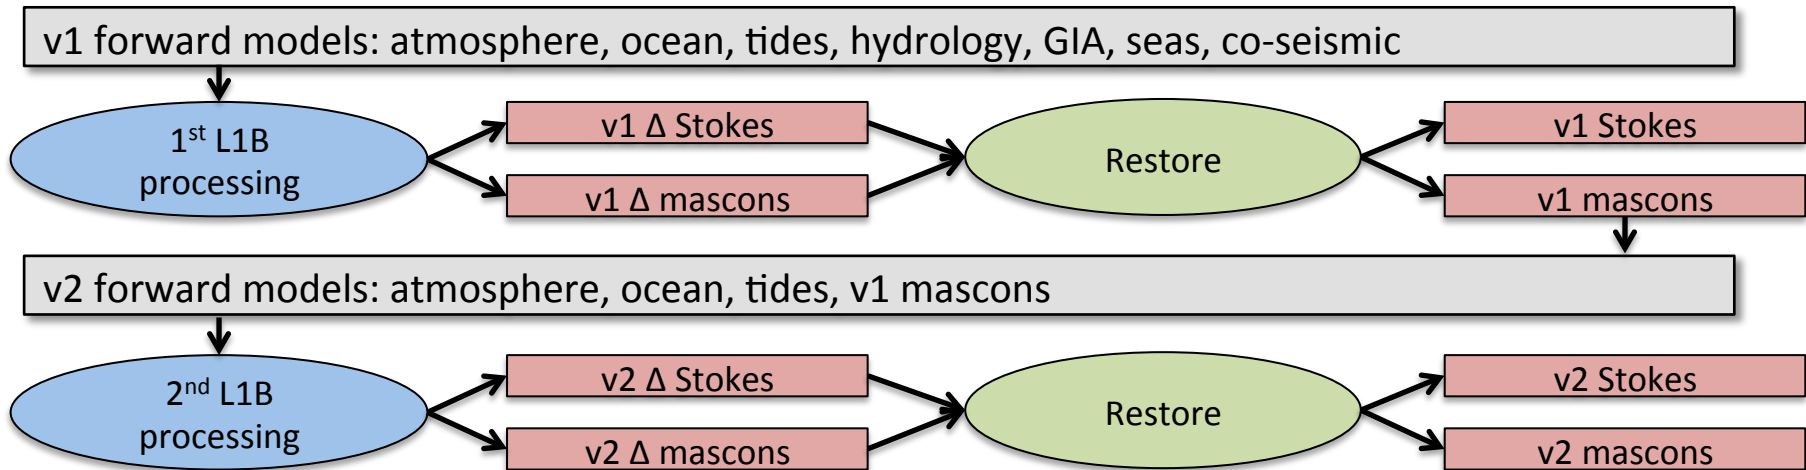 v1 forward models: atmosphere, ocean, tides, hydrology, GIA, seas, co-seismic
1st L1B
processing
v1 Δ Stokes
v1 Δ mascons
Restore
v1 Stokes
v1 mascons
v2 forward models: atmosphere, ocean, tides, v1 mascons
2nd L1B
processing
v2 Δ Stokes
v2 Δ mascons
Restore
v2 Stokes
v2 mascons